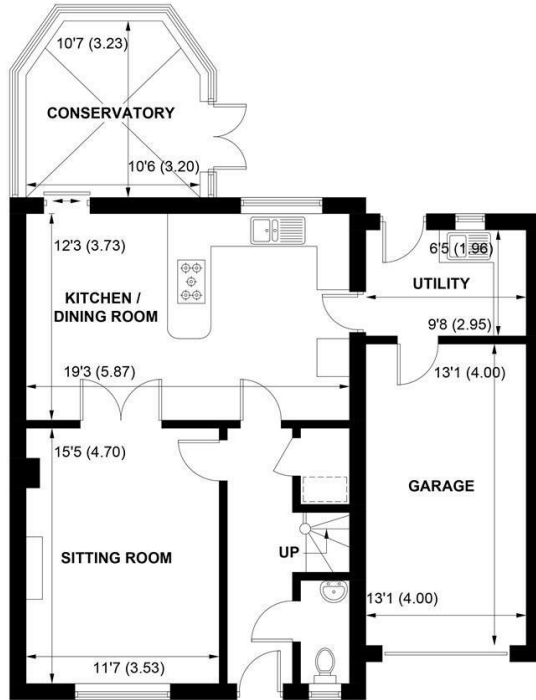 10'7 (3.23)
CONSERVATORY
10'6 (3.20)
12'3 (3.73)
6'5 (1.96)
UTILITY
KITCHEN /
DINING ROOM
9'8 (2.95)
19'3 (5.87)
13'1 (4.00)
15'5 (4.70)
GARAGE
SITTING ROOM
UP
13'1 (4.00)
11'7 (3.53)